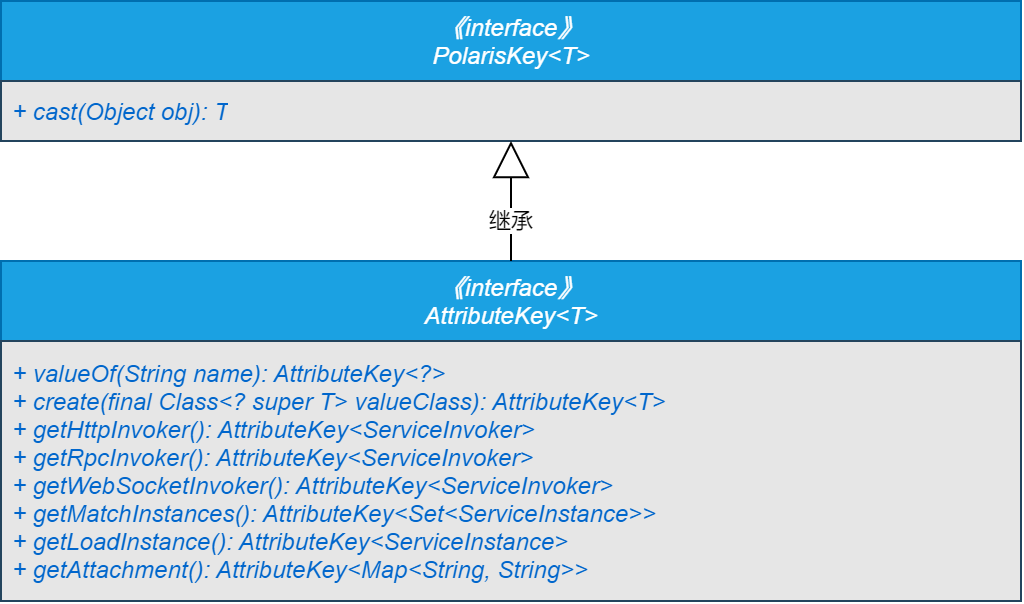 《interface》
PolarisKey<T>
+ cast(Object obj): T
继承
《interface》
AttributeKey<T>
+ valueOf(String name): AttributeKey<?>
+ create(final Class<? super T> valueClass): AttributeKey<T>
+ getHttpInvoker(): AttributeKey<ServiceInvoker>
+ getRpcInvoker(): AttributeKey<ServiceInvoker>
+ getWebSocketInvoker(): AttributeKey<ServiceInvoker>
+ getMatchInstances(): AttributeKey<Set<ServiceInstance>>
+ getLoadInstance(): AttributeKey<ServiceInstance>
+ getAttachment(): AttributeKey<Map<String, String>>